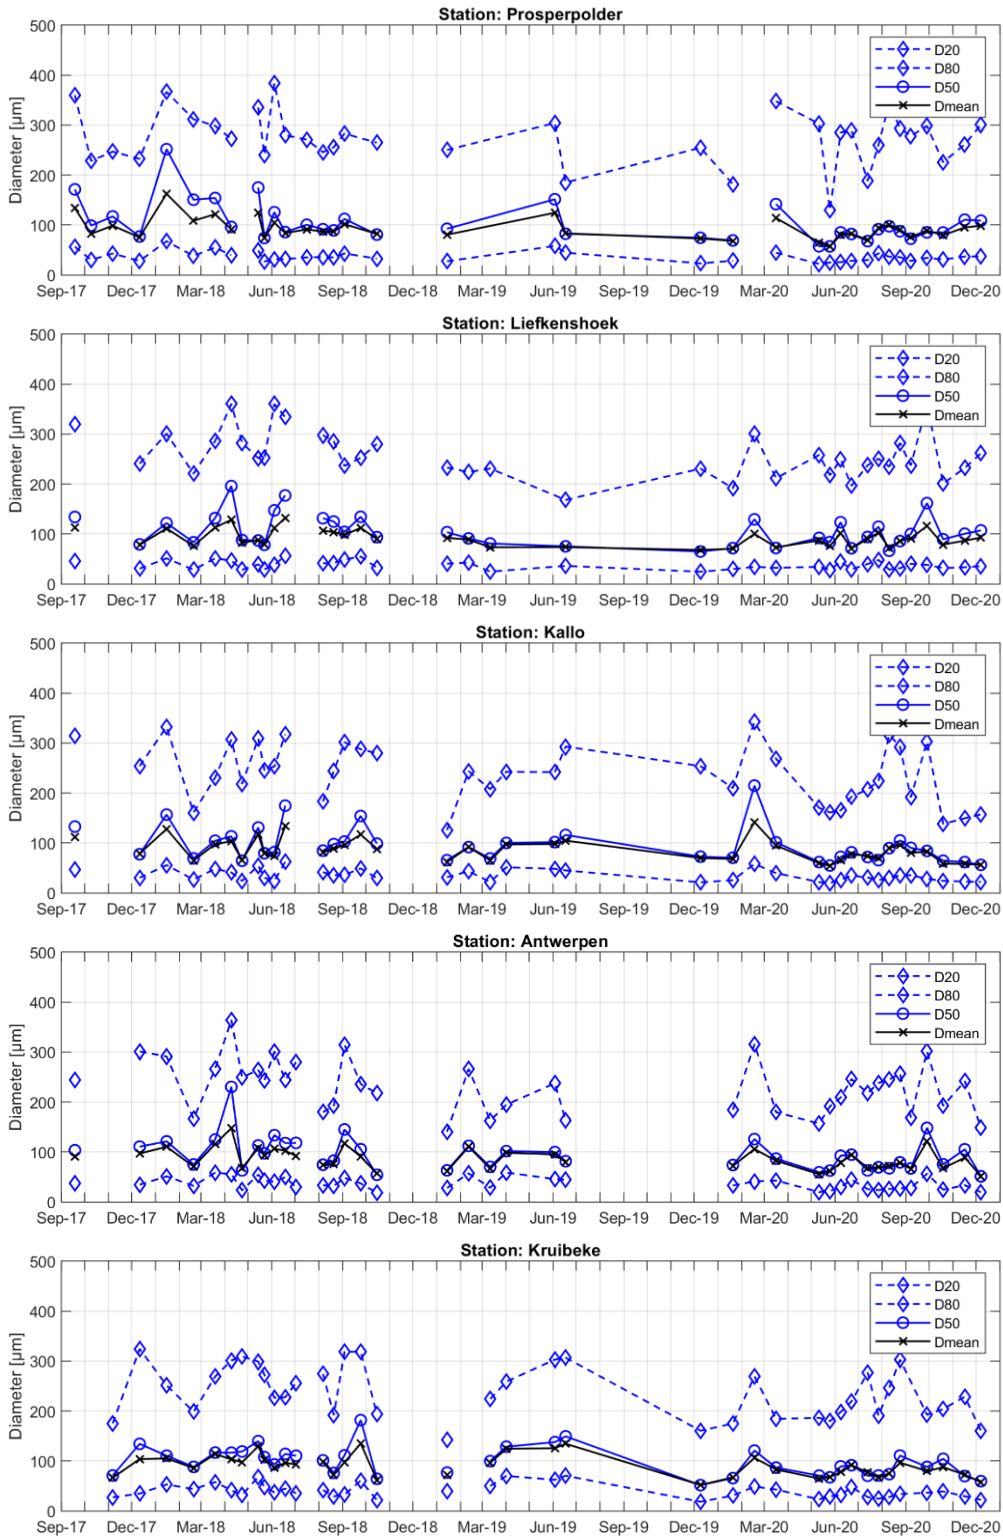 Station: Prosperpolder
500
400
300
200
100
0
Diameter [µm]
D20
D80
D50
Dmean
Sep-17 Dec-17 Mar-18 Jun-18 Sep-18 Dec-18 Mar-19 Jun-19 Sep-19 Dec-19 Mar-20 Jun-20 Sep-20 Dec-20
Station: Liefkenshoek
500
400
300
200
100
0
Diameter [µm]
D20
D80
D50
Dmean
Sep-17 Dec-17 Mar-18 Jun-18 Sep-18 Dec-18 Mar-19 Jun-19 Sep-19 Dec-19 Mar-20 Jun-20 Sep-20 Dec-20
Station: Kallo
500
400
300
200
100
0
Diameter [µm]
D20
D80
D50
Dmean
Sep-17 Dec-17 Mar-18 Jun-18 Sep-18 Dec-18 Mar-19 Jun-19 Sep-19 Dec-19 Mar-20 Jun-20 Sep-20 Dec-20
Station: Antwerpen
500
400
300
200
100
0
Diameter [µm]
D20
D80
D50
Dmean
Sep-17 Dec-17 Mar-18 Jun-18 Sep-18 Dec-18 Mar-19 Jun-19 Sep-19 Dec-19 Mar-20 Jun-20 Sep-20 Dec-20
Station: Kruibeke
500
400
300
200
100
0
Diameter [µm]
D20
D80
D50
Dmean
Sep-17 Dec-17 Mar-18 Jun-18 Sep-18 Dec-18 Mar-19 Jun-19 Sep-19 Dec-19 Mar-20 Jun-20 Sep-20 Dec-20